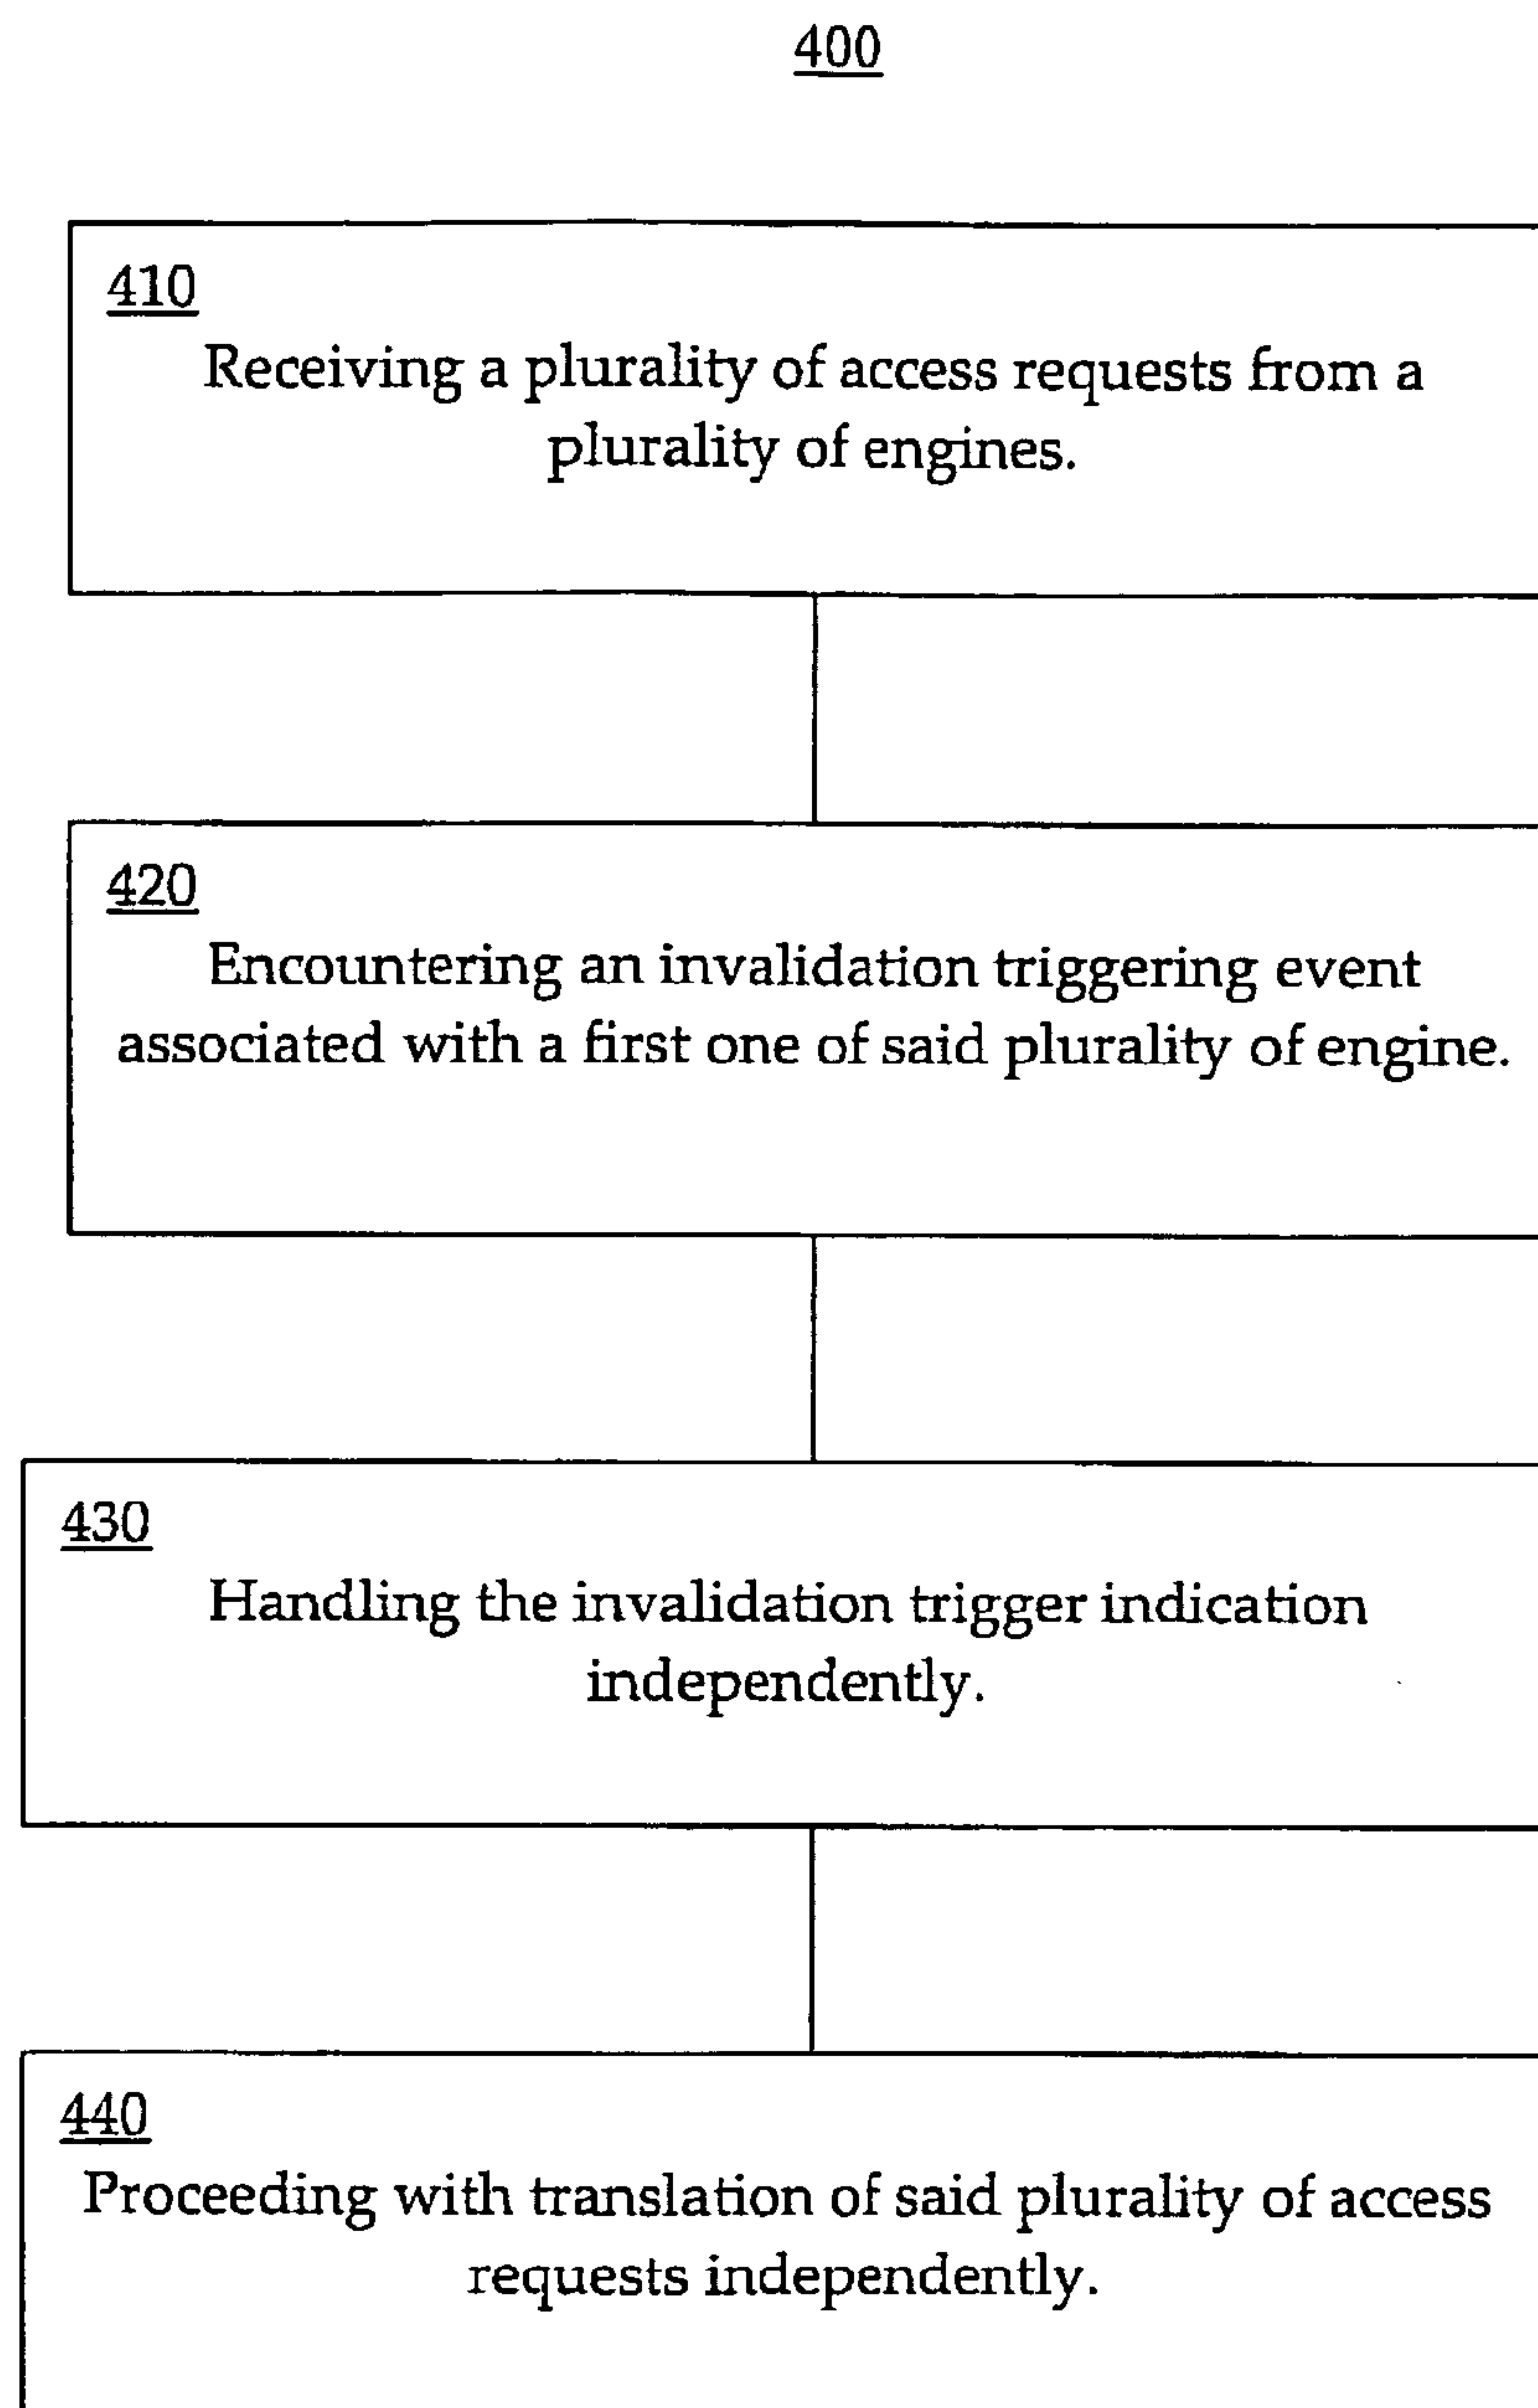 400
410
Receiving a plurality of access requests from a
plurality of engines.
420
Encountering an invalidation triggering event
associated with a first one of said plurality of engine.
430
Handling the invalidation trigger indication
independently.
440
Proceeding with translation of said plurality of access
requests independently.